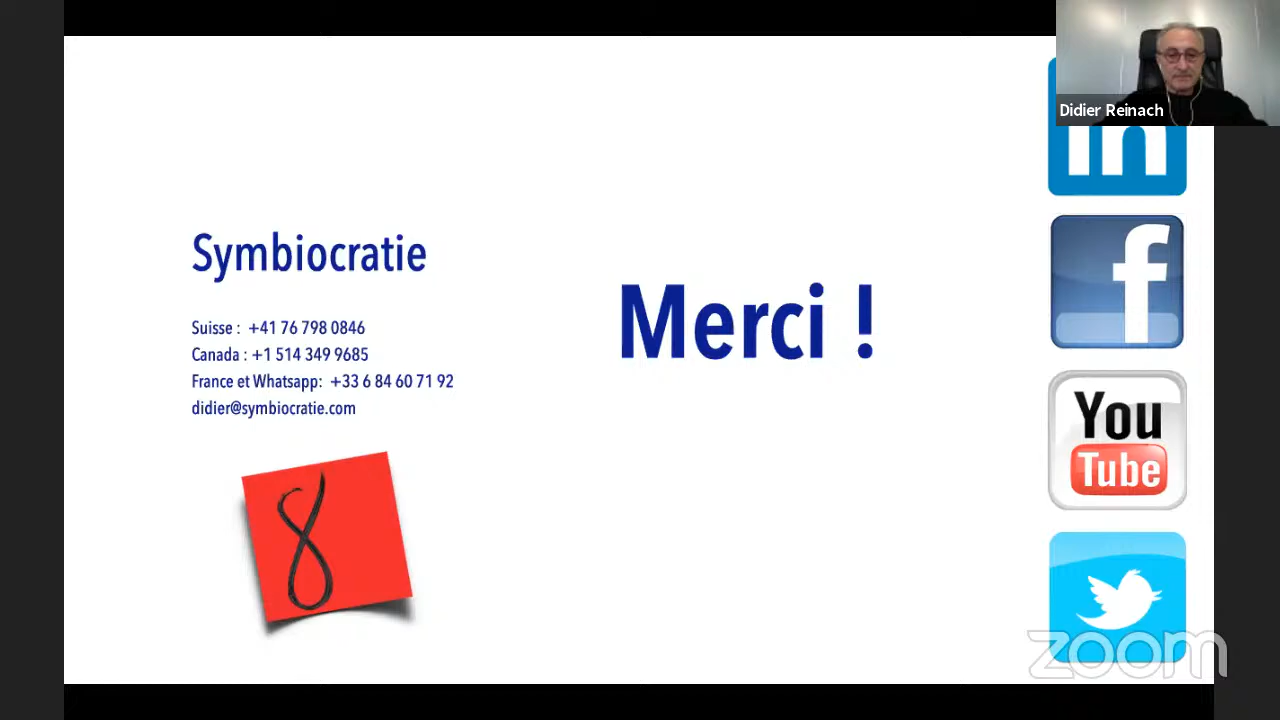 Didier Reinach
in
Symbiocratie
Suisse : +41 76 798 0846
Canada : +1 514 349 9685
France et Whatsapp: +33 6 84 60 71 92
didier@symbiocratie.com
Merci !
8
f
You
Tube
zoom